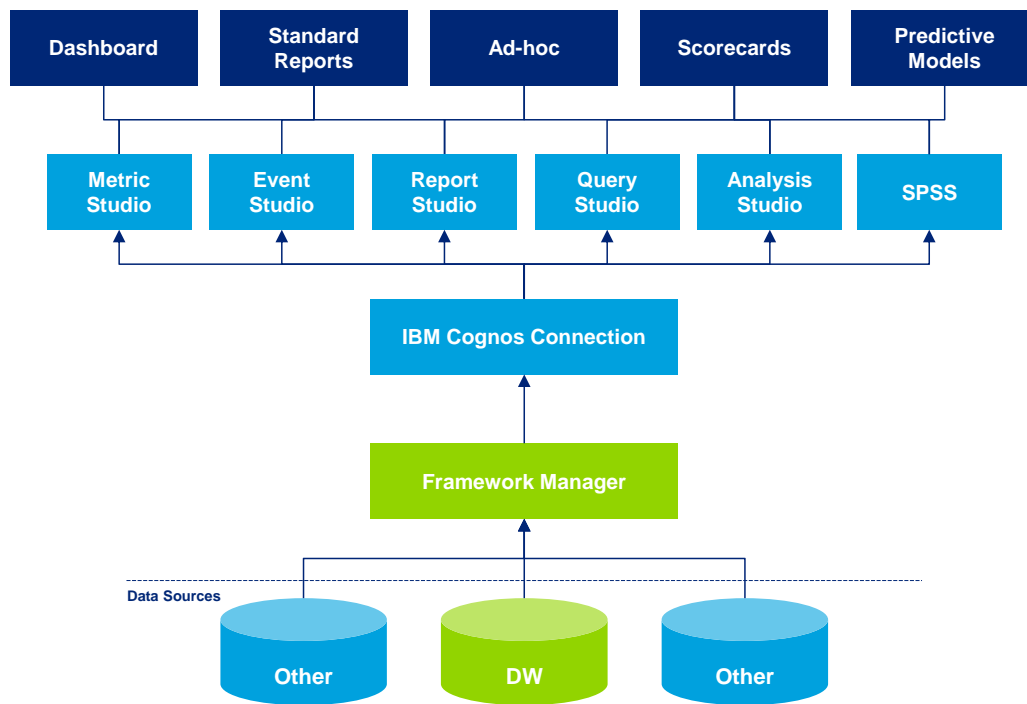 Dashboard
Standard
Reports
Ad-hoc
Scorecards
Predictive
Models
Metric
Studio
Event
Studio
Report
Studio
Query
Studio
Analysis
Studio
SPSS
IBM Cognos Connection
Framework Manager
Data Sources
Other
DW
Other